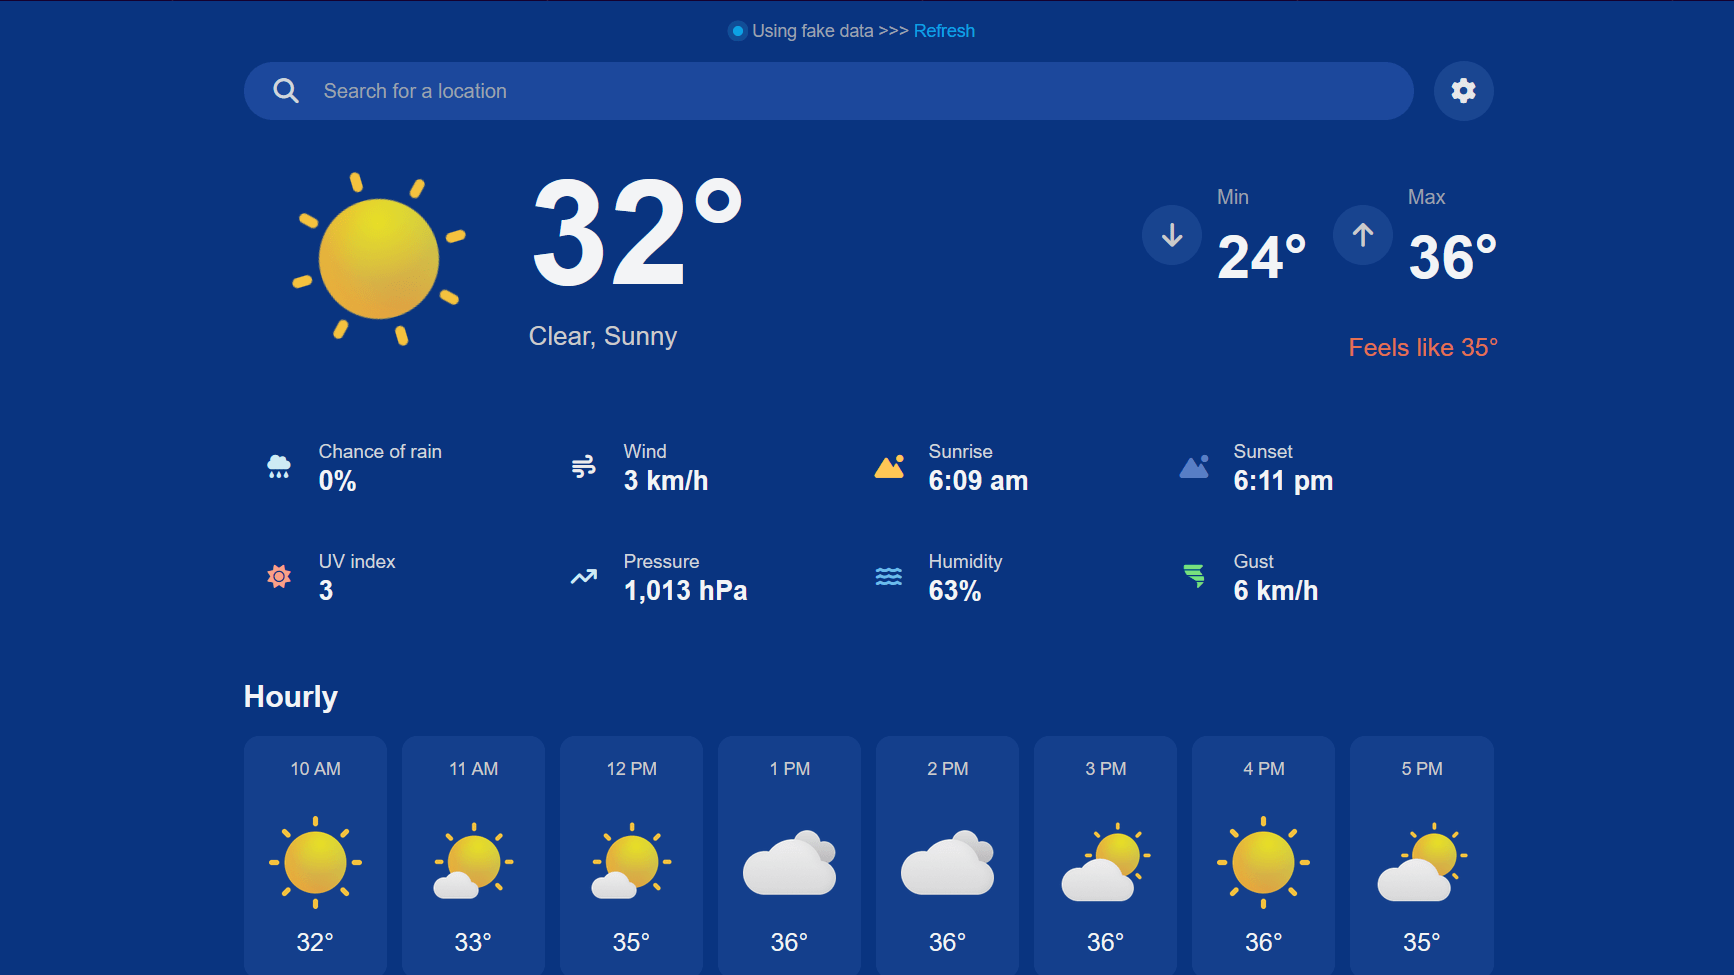 Using fake data >>> Refresh
Search for a location
32°
Clear, Sunny
Min
24°
Max
36°
Feels like 35°
Chance of rain
0%
Wind
3 km/h
Sunrise
6:09 am
Sunset
6:11 pm
UV index
3
Pressure
1,013 hPa
Humidity
63%
Gust
6 km/h
Hourly
10 AM
11 AM
12 PM
1 PM
2 PM
3 PM
4 PM
5 PM
32°
33°
35°
36°
36°
36°
36°
35°